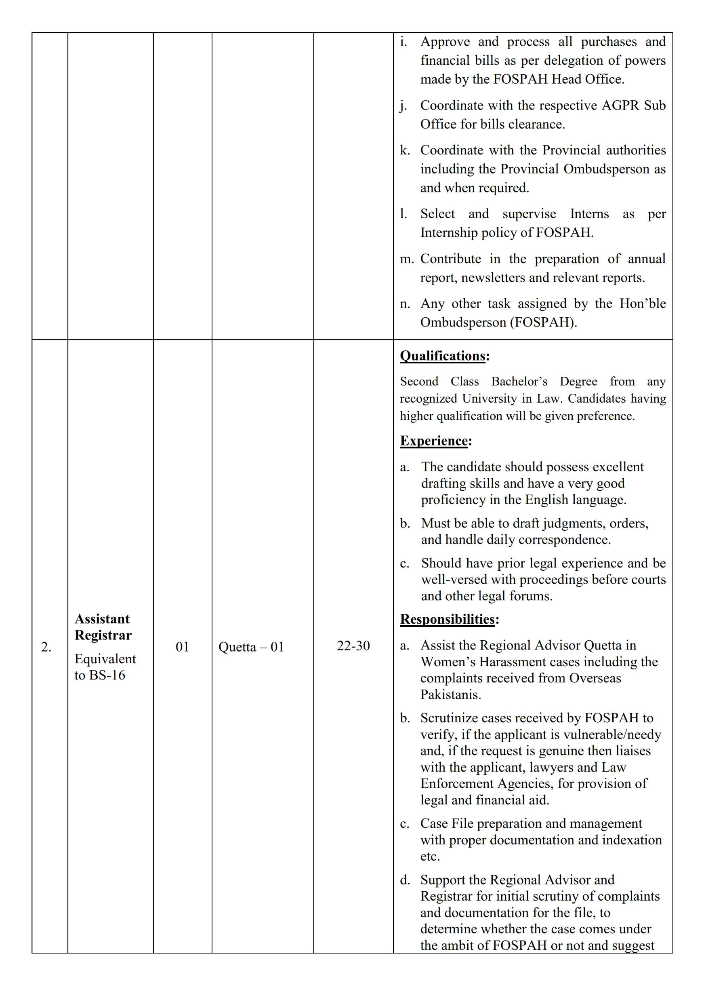 i. Approve and process all purchases and
financial bills as per delegation of powers
made by the FOSPAH Head Office.
j. Coordinate with the respective AGPR Sub
Office for bills clearance.
k. Coordinate with the Provincial authorities
including the Provincial Ombudsperson as
and when required.
l. Select and supervise Interns as per
Internship policy of FOSPAH.
m. Contribute in the preparation of annual
report, newsletters and relevant reports.
n. Any other task assigned by the Hon’ble
Ombudsperson (FOSPAH).
2.
Assistant
Registrar
Equivalent
to BS-16
01
Quetta – 01
22-30
Qualifications:
Second Class Bachelor’s Degree from any
recognized University in Law. Candidates having
higher qualification will be given preference.
Experience:
a. The candidate should possess excellent
drafting skills and have a very good
proficiency in the English language.
b. Must be able to draft judgments, orders,
and handle daily correspondence.
c. Should have prior legal experience and be
well-versed with proceedings before courts
and other legal forums.
Responsibilities:
a. Assist the Regional Advisor Quetta in
Women’s Harassment cases including the
complaints received from Overseas
Pakistanis.
b. Scrutinize cases received by FOSPAH to
verify, if the applicant is vulnerable/needy
and, if the request is genuine then liaises
with the applicant, lawyers and Law
Enforcement Agencies, for provision of
legal and financial aid.
c. Case File preparation and management
with proper documentation and indexation
etc.
d. Support the Regional Advisor and
Registrar for initial scrutiny of complaints
and documentation for the file, to
determine whether the case comes under
the ambit of FOSPAH or not and suggest